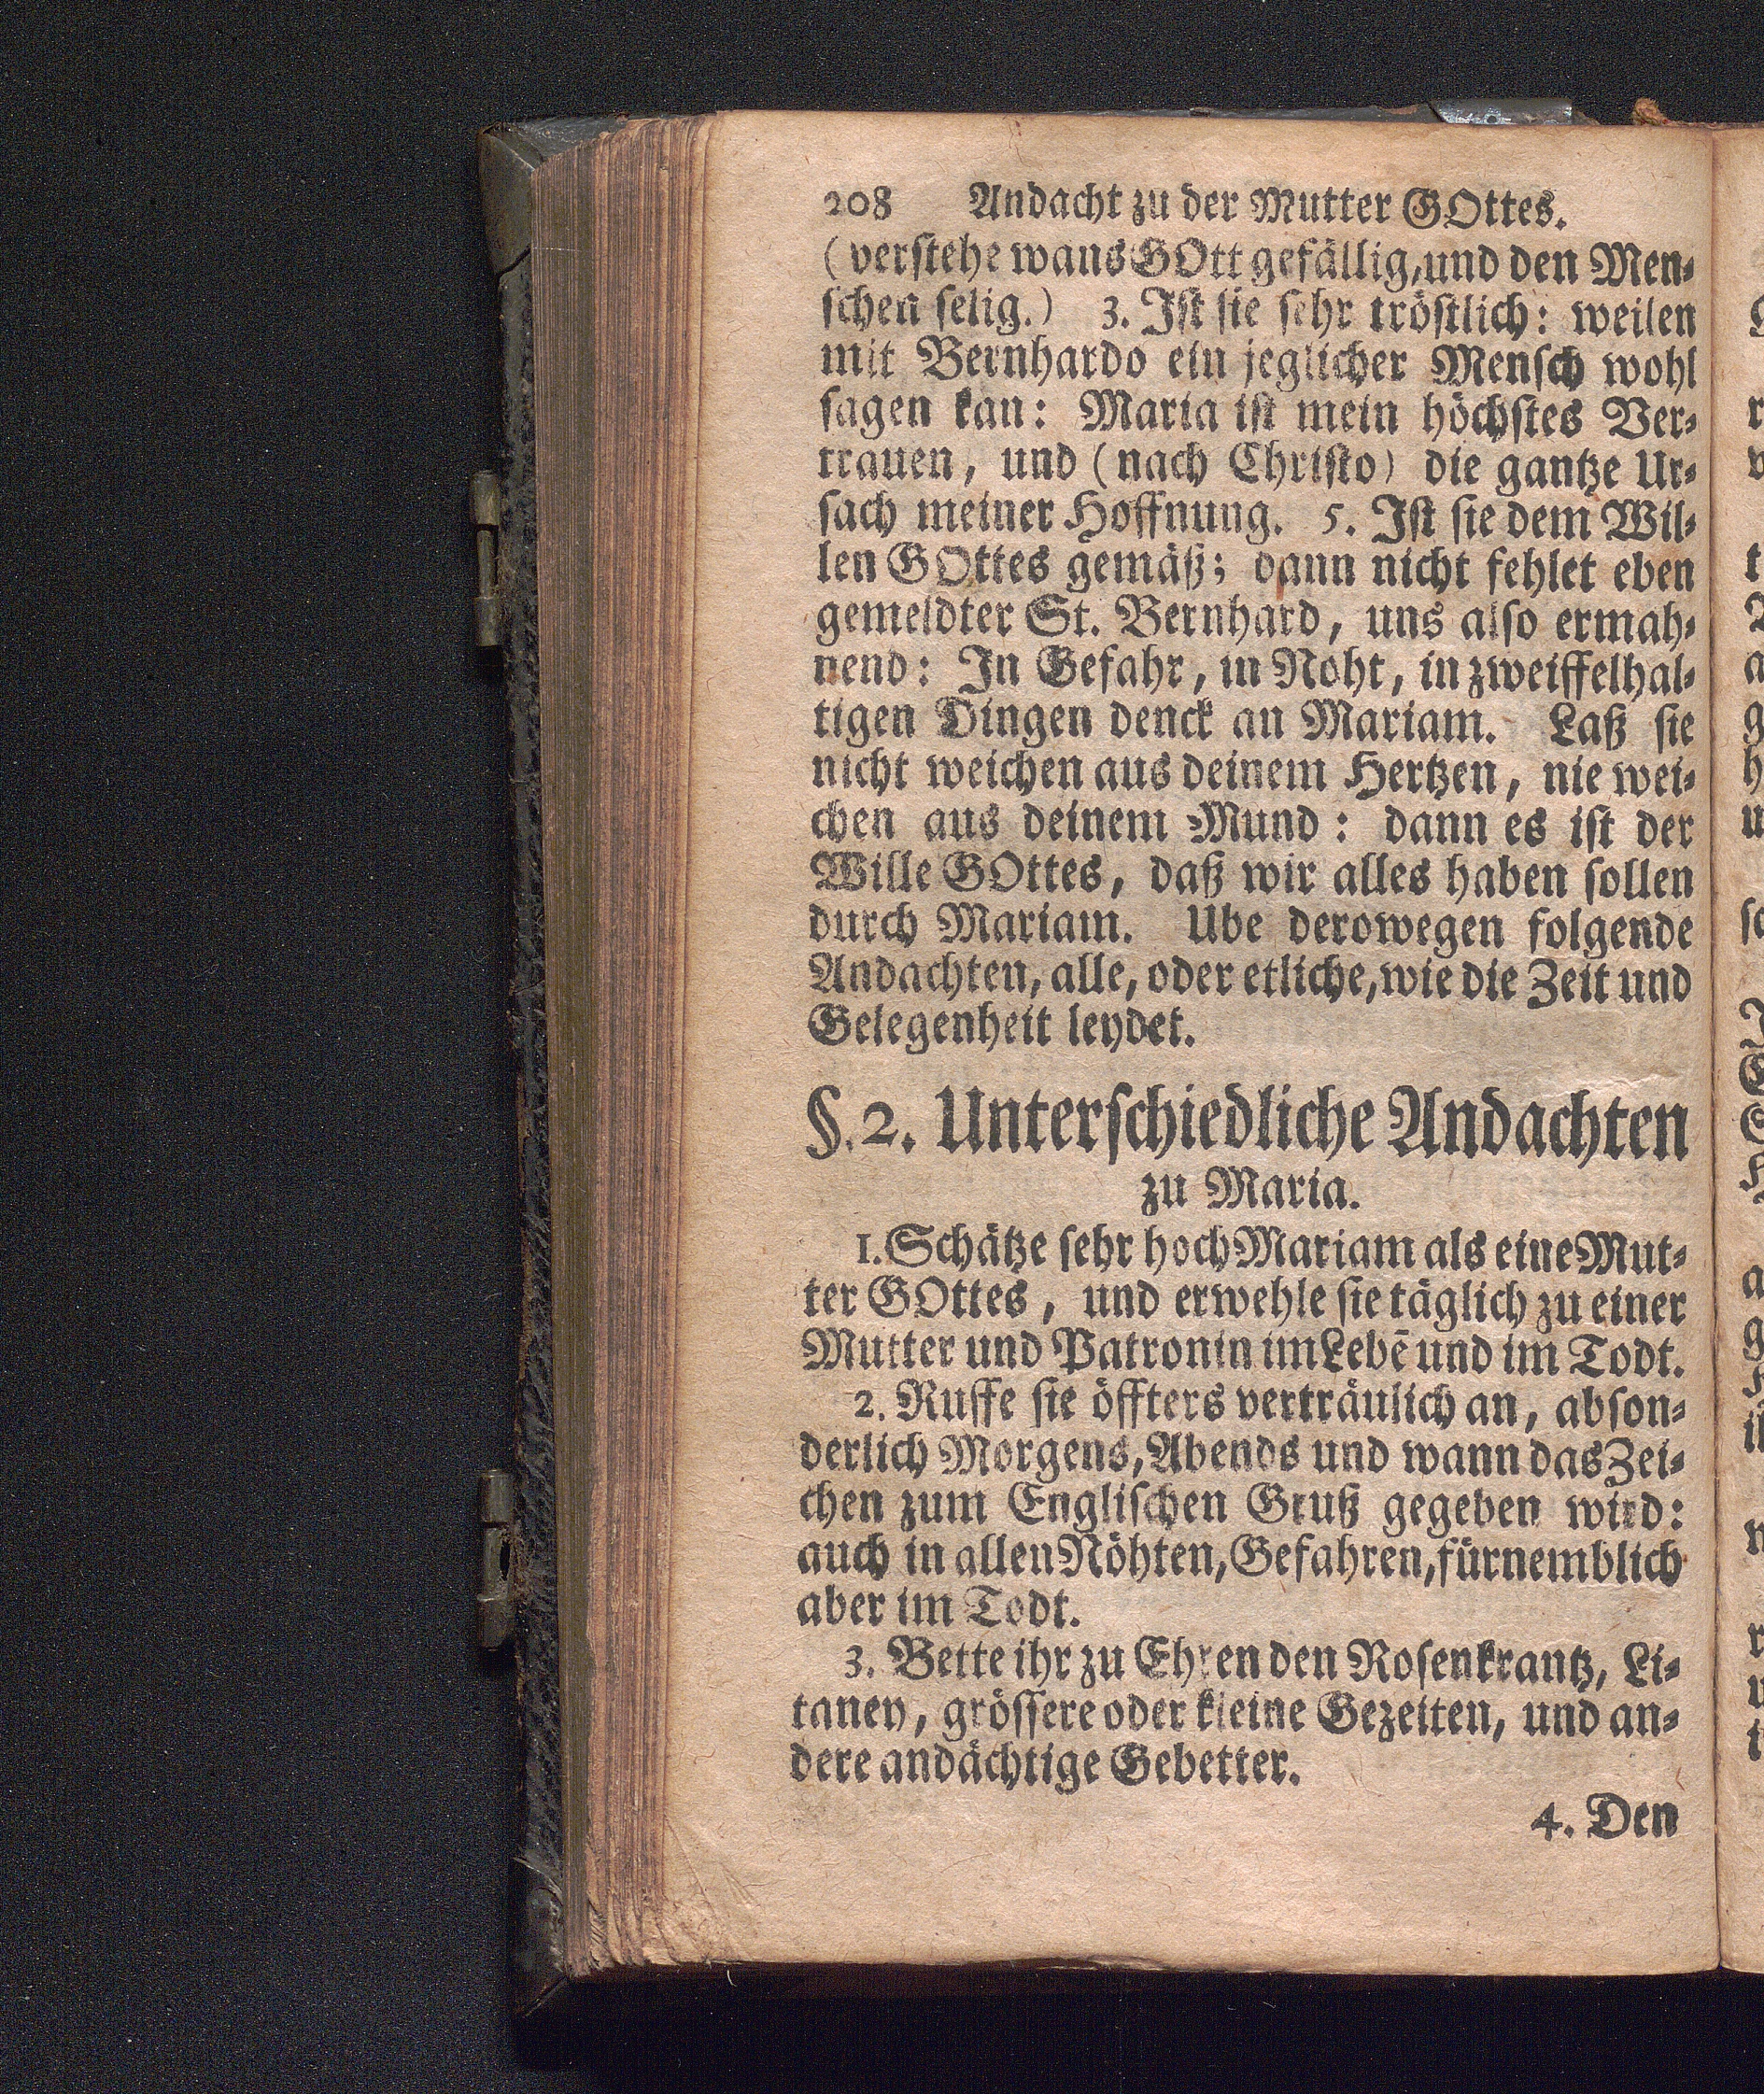 208 Andacht zu der Mutter GOttes.
(verstehe wans GOtt gefällig, und den Men-
schen selig.) 3. Ist sie sehr tröstlich: weilen
mit Bernhardo ein jeglicher Mensch wohl
sagen kan: Maria ist mein höchstes Ver-
trauen, und (nach Christo) die gantze Ur-
sach meiner Hoffnung. 5. Ist sie dem Wil-
len GOttes gemäß; dann nicht fehlet eben
gemeldter St. Bernhard, uns also ermah-
nend: In Gefahr, in Noht, in zweiffelhal-
tigen Dingen denck an Mariam. Laß sie
nicht weichen aus deinem Hertzen, nie wei-
chen aus deinem Mund: dann es ist der
Wille GOttes, daß wir alles haben sollen
durch Mariam. Ube derowegen folgende
Andachten, alle, oder etliche, wie die Zeit und
Gelegenheit leydet.
§. 2. Unterschiedliche Andachten
zu Maria.
1. Schätze sehr hoch Mariam als eine Mut-
ter GOttes, und erwehle sie täglich zu einer
Mutter und Patronin im Lebē und im Todt.
2. Ruffe sie öffters verträulich an, abson-
derlich Morgens, Abends und wann das Zei-
chen zum Englischen Gruß gegeben wird:
auch in allen Nöhten, Gefahren, fürnemblich
aber im Todt.
3. Bette ihr zu Ehren den Rosenkrantz, Li-
taney, grössere oder kleine Gezeiten, und an-
dere andächtige Gebetter.
4. Den